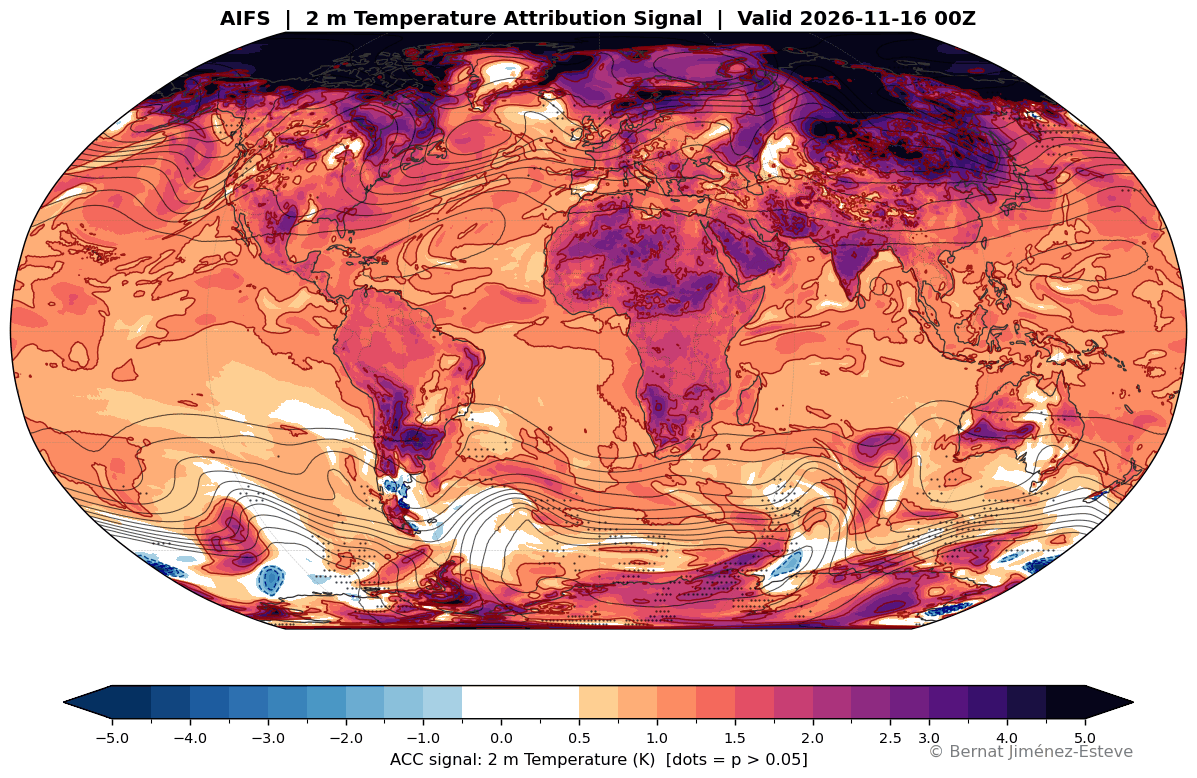 AIFS | 2 m Temperature Attribution Signal | Valid 2026-11-16 00Z
−5.0 −4.0 −3.0 −2.0 −1.0 0.0 0.5 1.0 1.5 2.0 2.5 3.0 4.0 5.0
© Bernat Jiménez-Esteve
ACC signal: 2 m Temperature (K) [dots = p > 0.05]